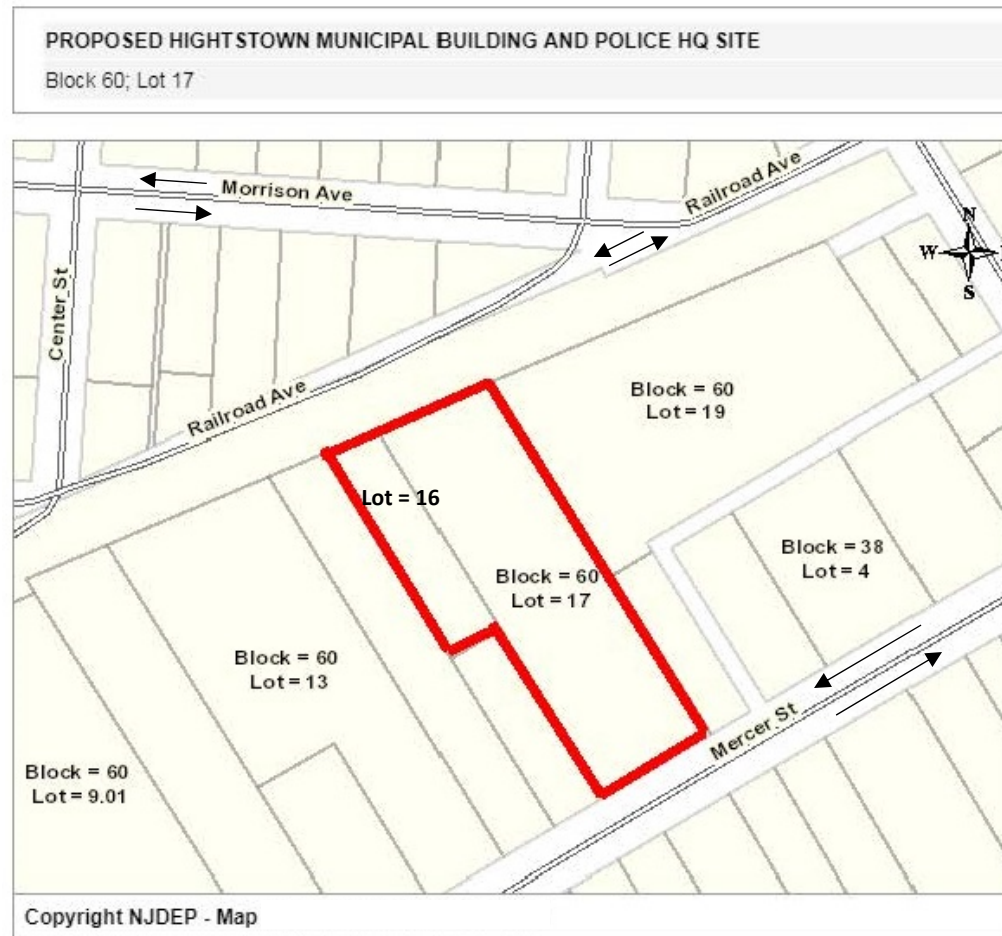 PROPOSED HIGHTSTOWN MUNICIPAL BUILDING AND POLICE HQ SITE
Block 60; Lot 17
Morrison Ave
Railroad Ave
N
W
S
Center St
Railroad Ave
Block = 60
Lot = 19
Lot = 16
Block = 38
Lot = 4
Block = 60
Lot = 17
Block = 60
Lot = 13
Mercer St
Block = 60
Lot = 9.01
Copyright NJDEP - Map